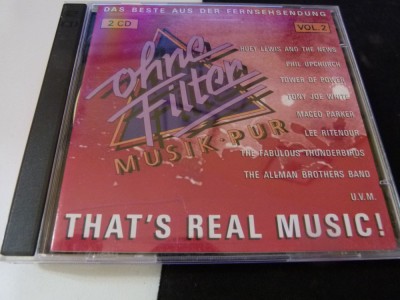 DAS BESTE AUS DER FERNSEHSENDUNG
2 CD
VOL. 2
ohne
Filter
MUSIK PUR
HUEY LEWIS AND THE NEWS
PHIL UPCHURCH
TOWER OF POWER
TONY JOE WHITE
MACEO PARKER
LEE RITENOUR
THE FABULOUS THUNDERBIRDS
THE ALLMAN BROTHERS BAND
U.V.M.
THAT'S REAL MUSIC!